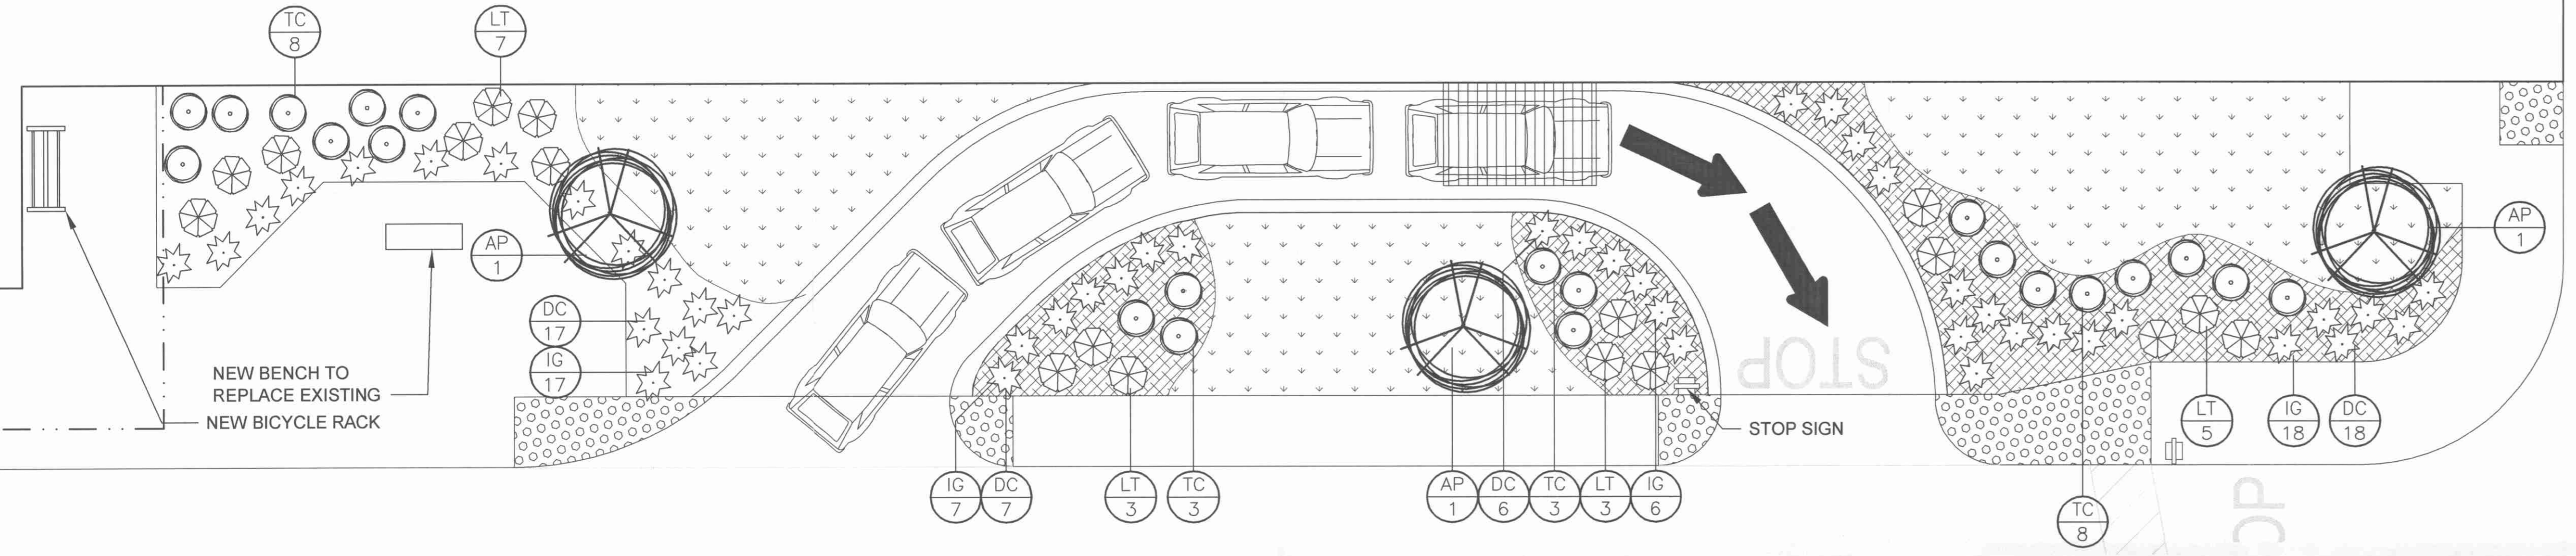 TC
8
LT
7
AP
1
AP
1
DC
17
IG
17
NEW BENCH TO
REPLACE EXISTING
NEW BICYCLE RACK
STOP
STOP SIGN
LT
5
IG
18
DC
18
IG
7
DC
7
LT
3
TC
3
AP
1
DC
6
TC
3
LT
3
IG
6
TC
8
OP